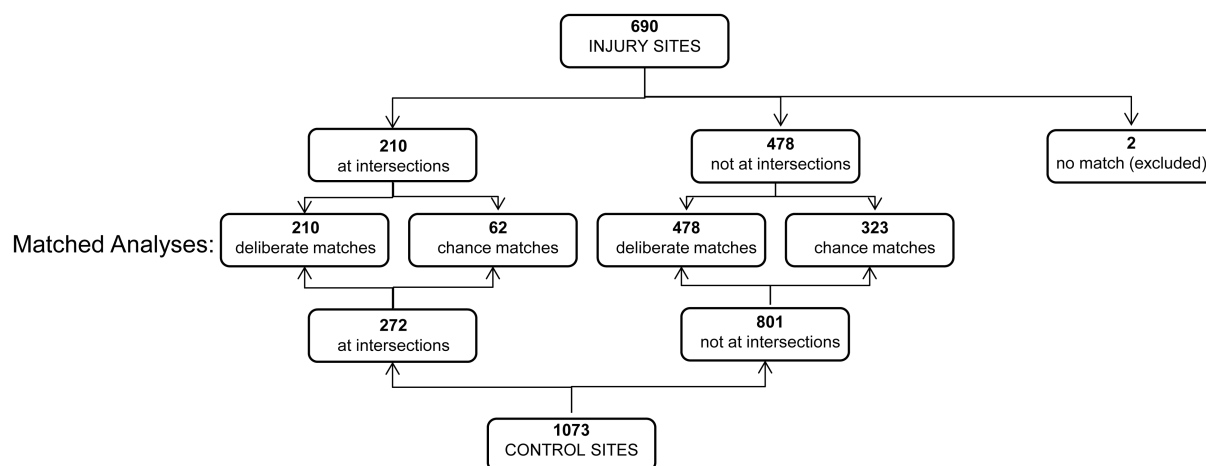 690
INJURY SITES
210
at intersections
478
not at intersections
2
no match (excluded)
Matched Analyses:
210
deliberate matches
62
chance matches
478
deliberate matches
323
chance matches
272
at intersections
801
not at intersections
1073
CONTROL SITES